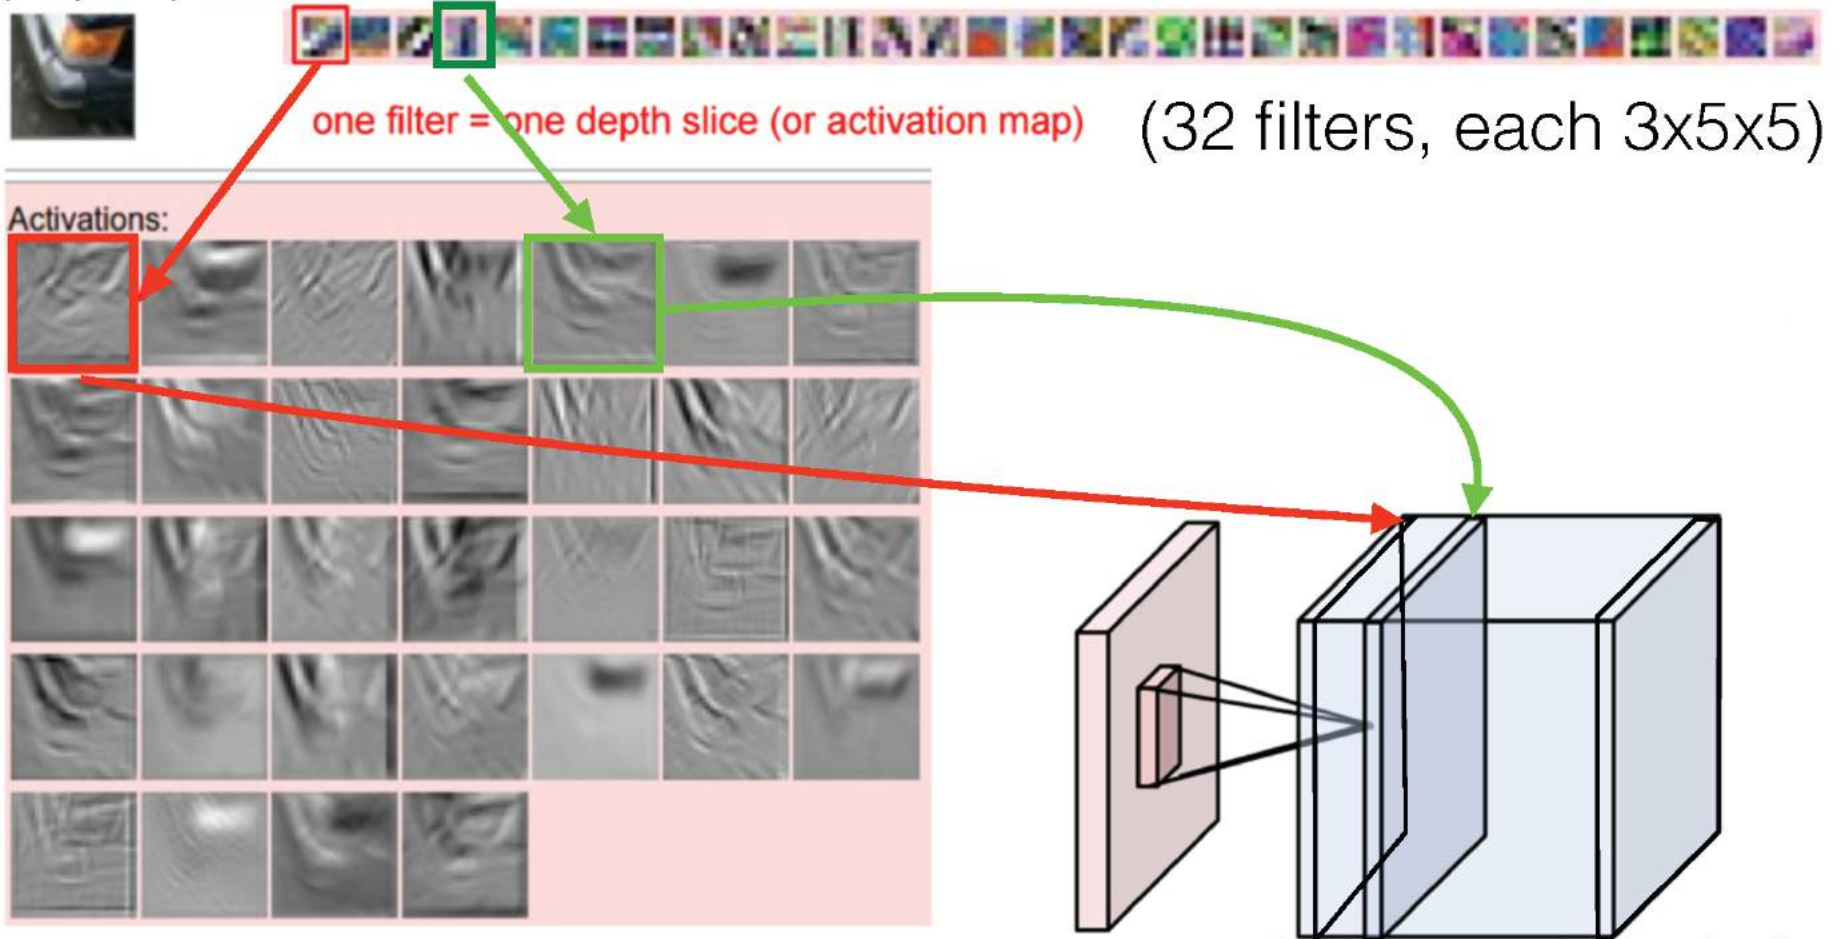 one filter = one depth slice (or activation map)
(32 filters, each 3x5x5)
Activations: